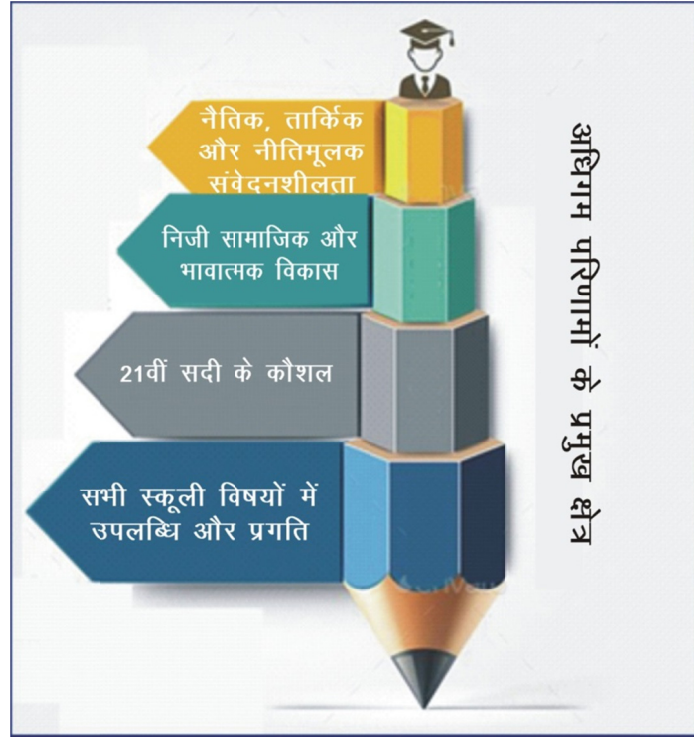 नैतिक, तार्किक
और नीतिमूलक
संवेदनशीलता
निजी सामाजिक और
भावात्मक विकास
21वीं सदी के कौशल
सभी स्कूली विषयों में
उपलब्धि और प्रगति
अधिगम परिणामों के प्रमुख क्षेत्र